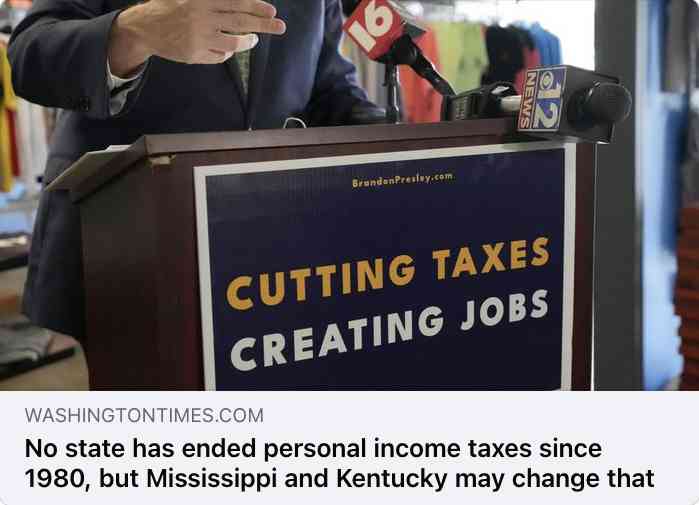 16
NEWS
12
BrandonPresley.com
CUTTING TAXES
CREATING JOBS
WASHINGTONTIMES.COM
No state has ended personal income taxes since
1980, but Mississippi and Kentucky may change that